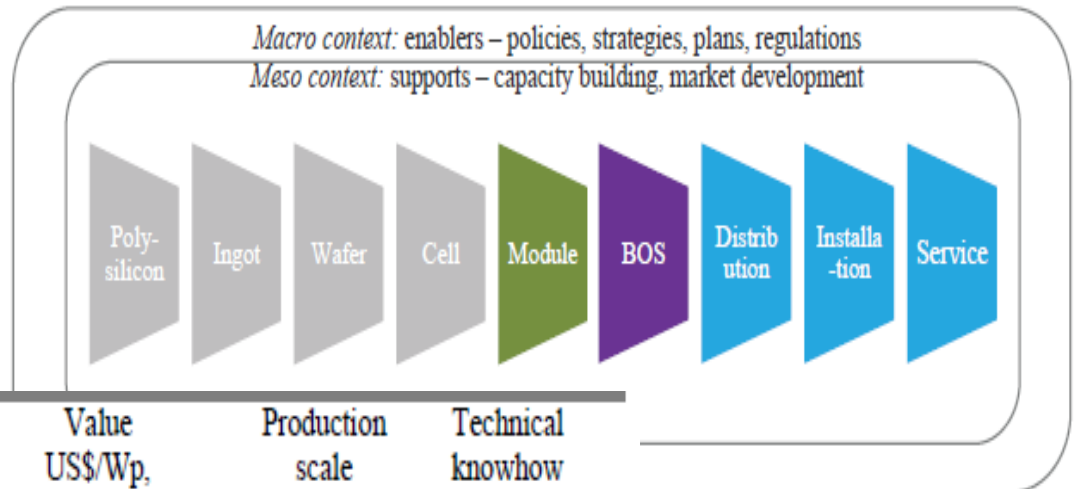 Macro context: enablers – policies, strategies, plans, regulations
Meso context: supports – capacity building, market development
Poly-
silicon
Ingot
Wafer
Cell
Module
BOS
Distrib
ution
Installa
-tion
Service
Value
US$/Wp,
Production
scale
Technical
knowhow